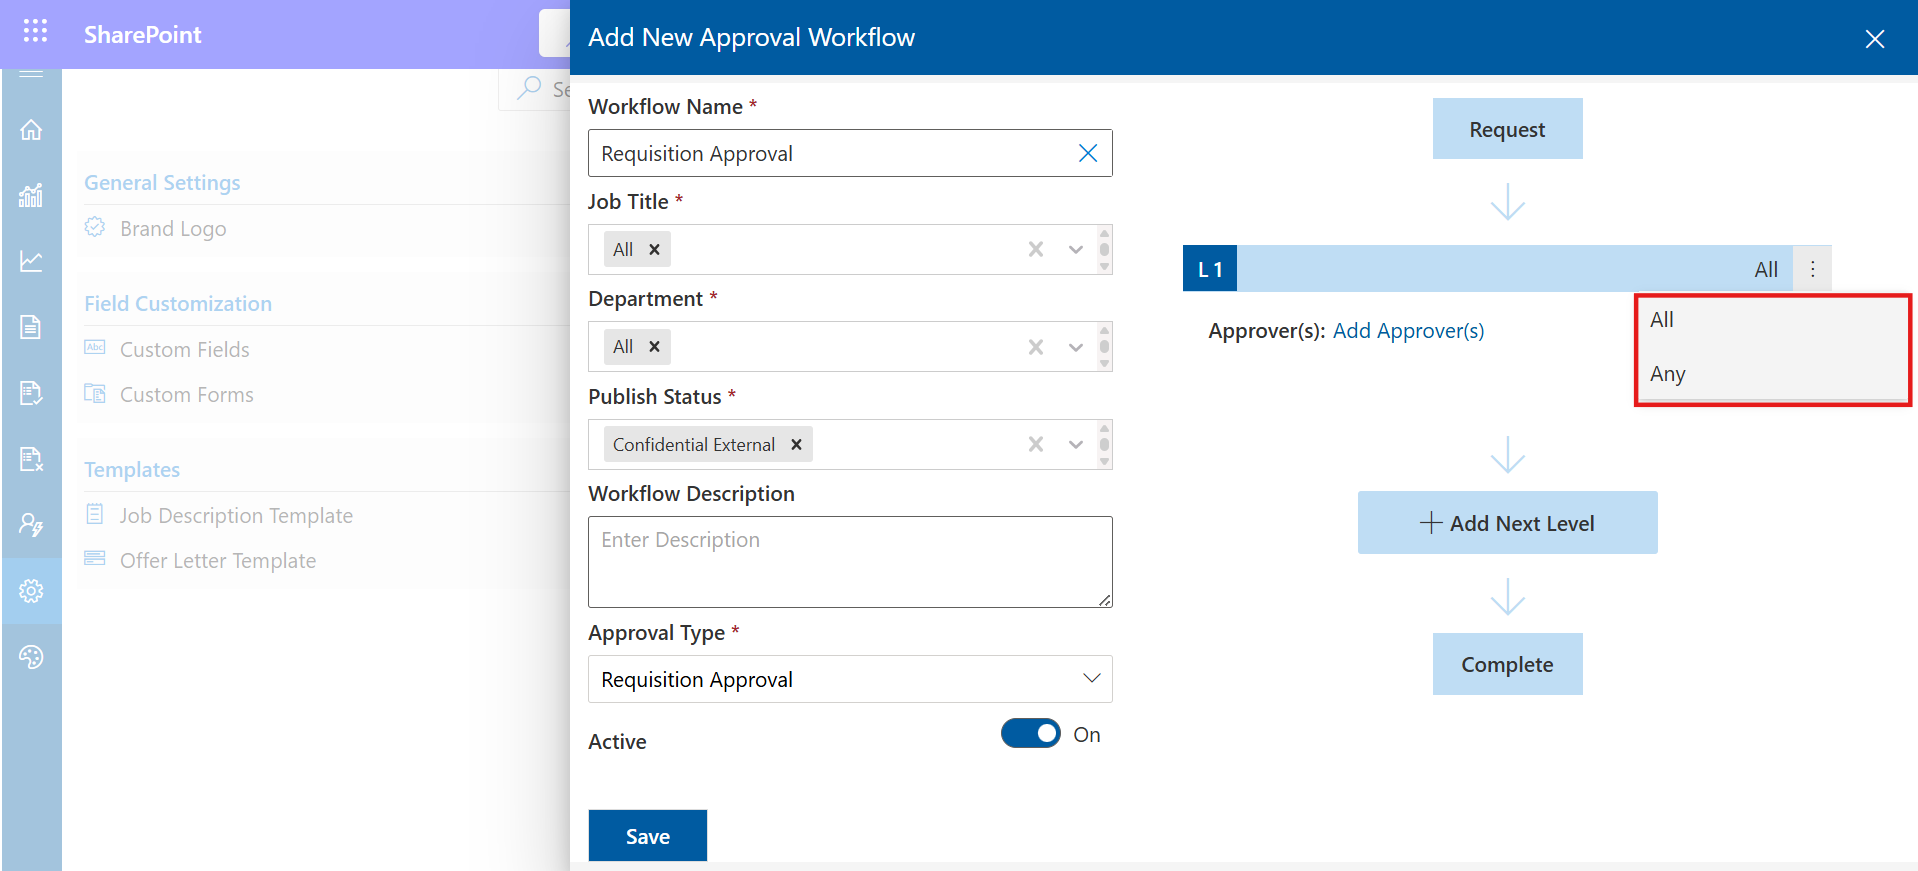 SharePoint
Se
General Settings
Brand Logo
Field Customization
Abc
Custom Fields
Custom Forms
Templates
Job Description Template
Offer Letter Template
Add New Approval Workflow
Workflow Name *
Requisition Approval
Job Title *
All
Department *
All
Publish Status *
Confidential External
Workflow Description
Enter Description
Approval Type *
Requisition Approval
Active
On
Save
Request
L 1
All
Approver(s): Add Approver(s)
All
Any
Add Next Level
Complete